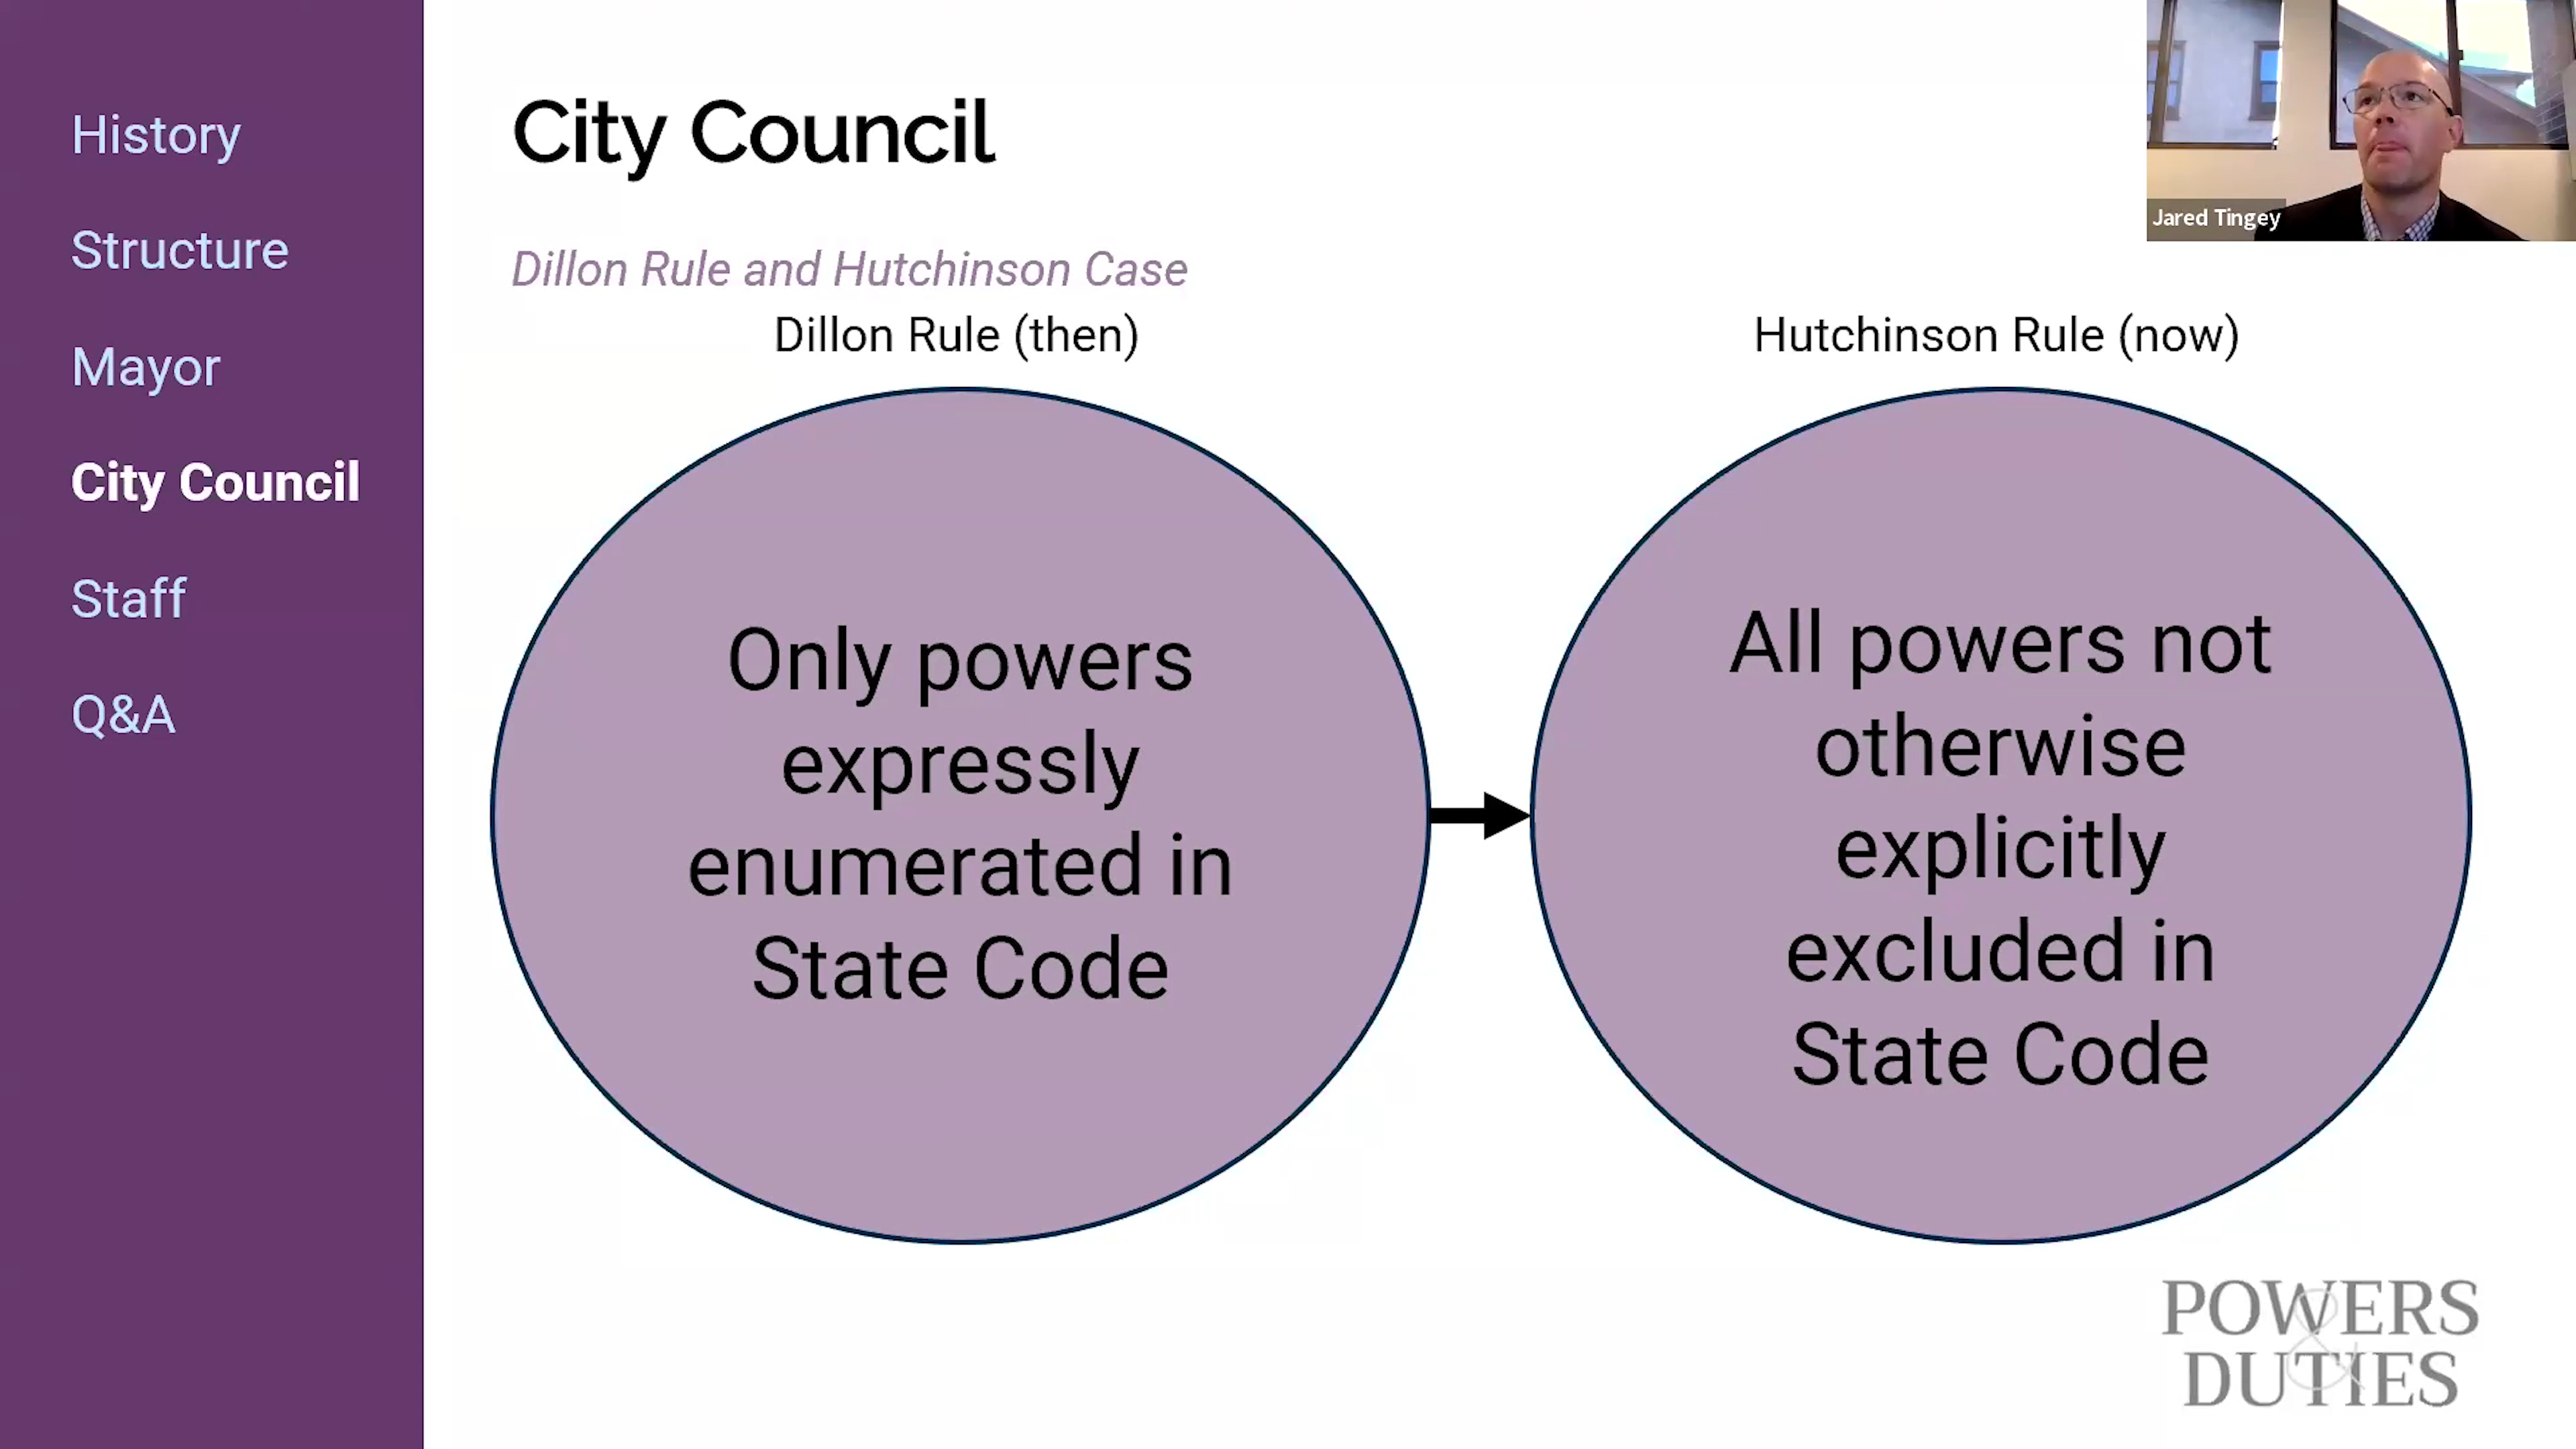 History
Structure
Mayor
City Council
Staff
Q&A
City Council
Dillon Rule and Hutchinson Case
Dillon Rule (then)
Only powers
expressly
enumerated in
State Code
Hutchinson Rule (now)
All powers not
otherwise
explicitly
excluded in
State Code
Jared Tingey
POWERS
&
DUTIES